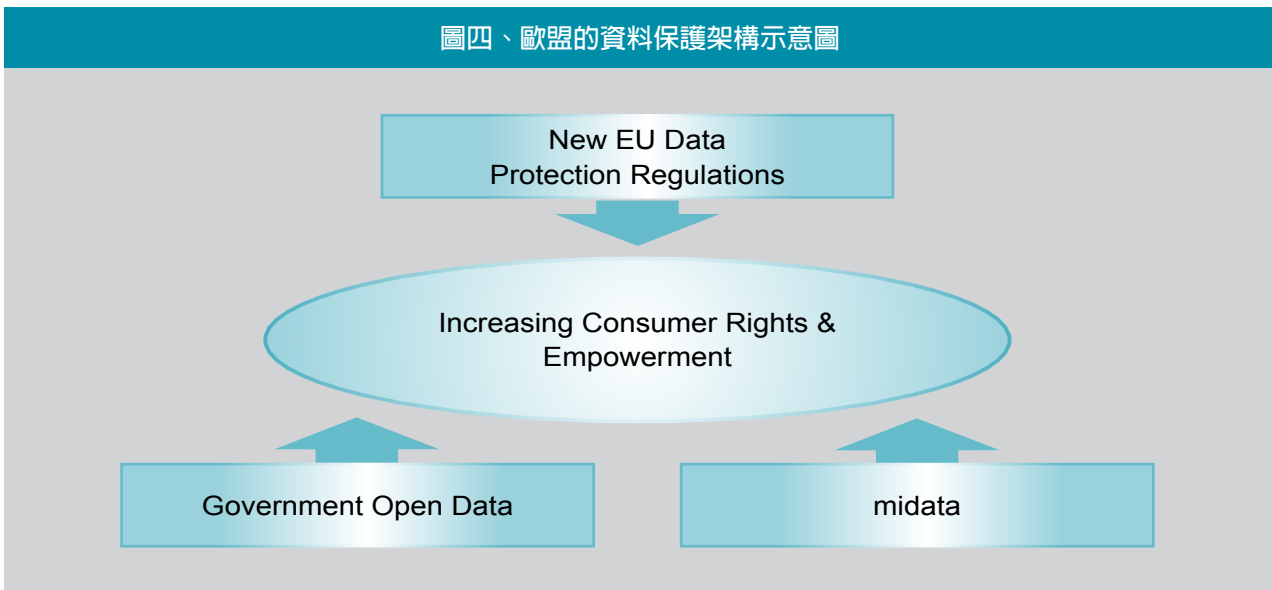 圖四、歐盟的資料保護架構示意圖
New EU Data
Protection Regulations
Increasing Consumer Rights &
Empowerment
Government Open Data
midata